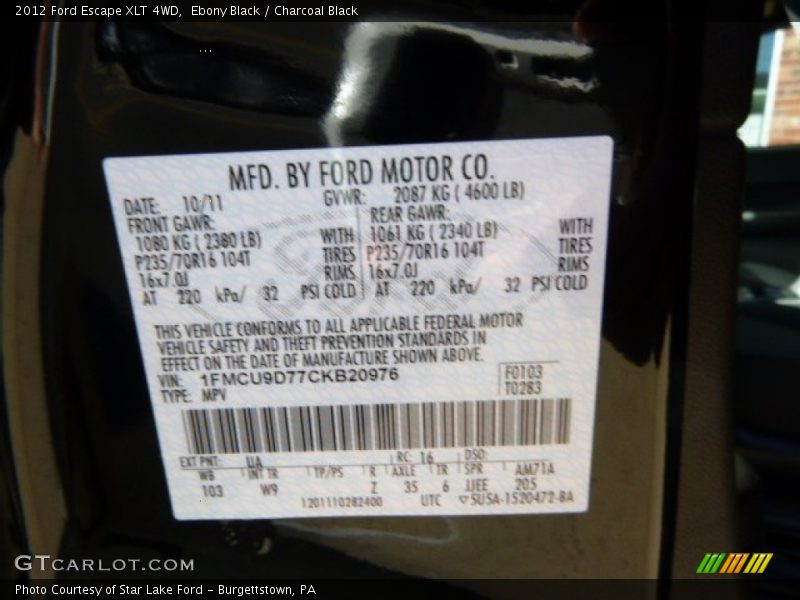 2012 Ford Escape XLT 4WD, Ebony Black / Charcoal Black
MFD. BY FORD MOTOR CO.
DATE: 10/11 GVWR: 2087 KG ( 4600 LB)
FRONT GAWR: REAR GAWR:
1080 KG ( 2380 LB) WITH 1061 KG ( 2340 LB) WITH
P235/70R16 104T TIRES P235/70R16 104T TIRES
16x7.0J RIMS 16x7.0J RIMS
AT 220 kPa/ 32 PSI COLD AT 220 kPa/ 32 PSI COLD
THIS VEHICLE CONFORMS TO ALL APPLICABLE FEDERAL MOTOR
VEHICLE SAFETY AND THEFT PREVENTION STANDARDS IN
EFFECT ON THE DATE OF MANUFACTURE SHOWN ABOVE.
VIN: 1FMCU9D77CKB20976 F0103
TYPE: MPV T0283
EXT PNT: UA RC: 16 DSO:
WB INT TR TP/PS R AXLE TR SPR AM71A
103 W9 Z 35 6 JJEE 205
1201110282400 UTC ▽5USA-1520472-BA
GTCARLOT.COM
Photo Courtesy of Star Lake Ford – Burgettstown, PA